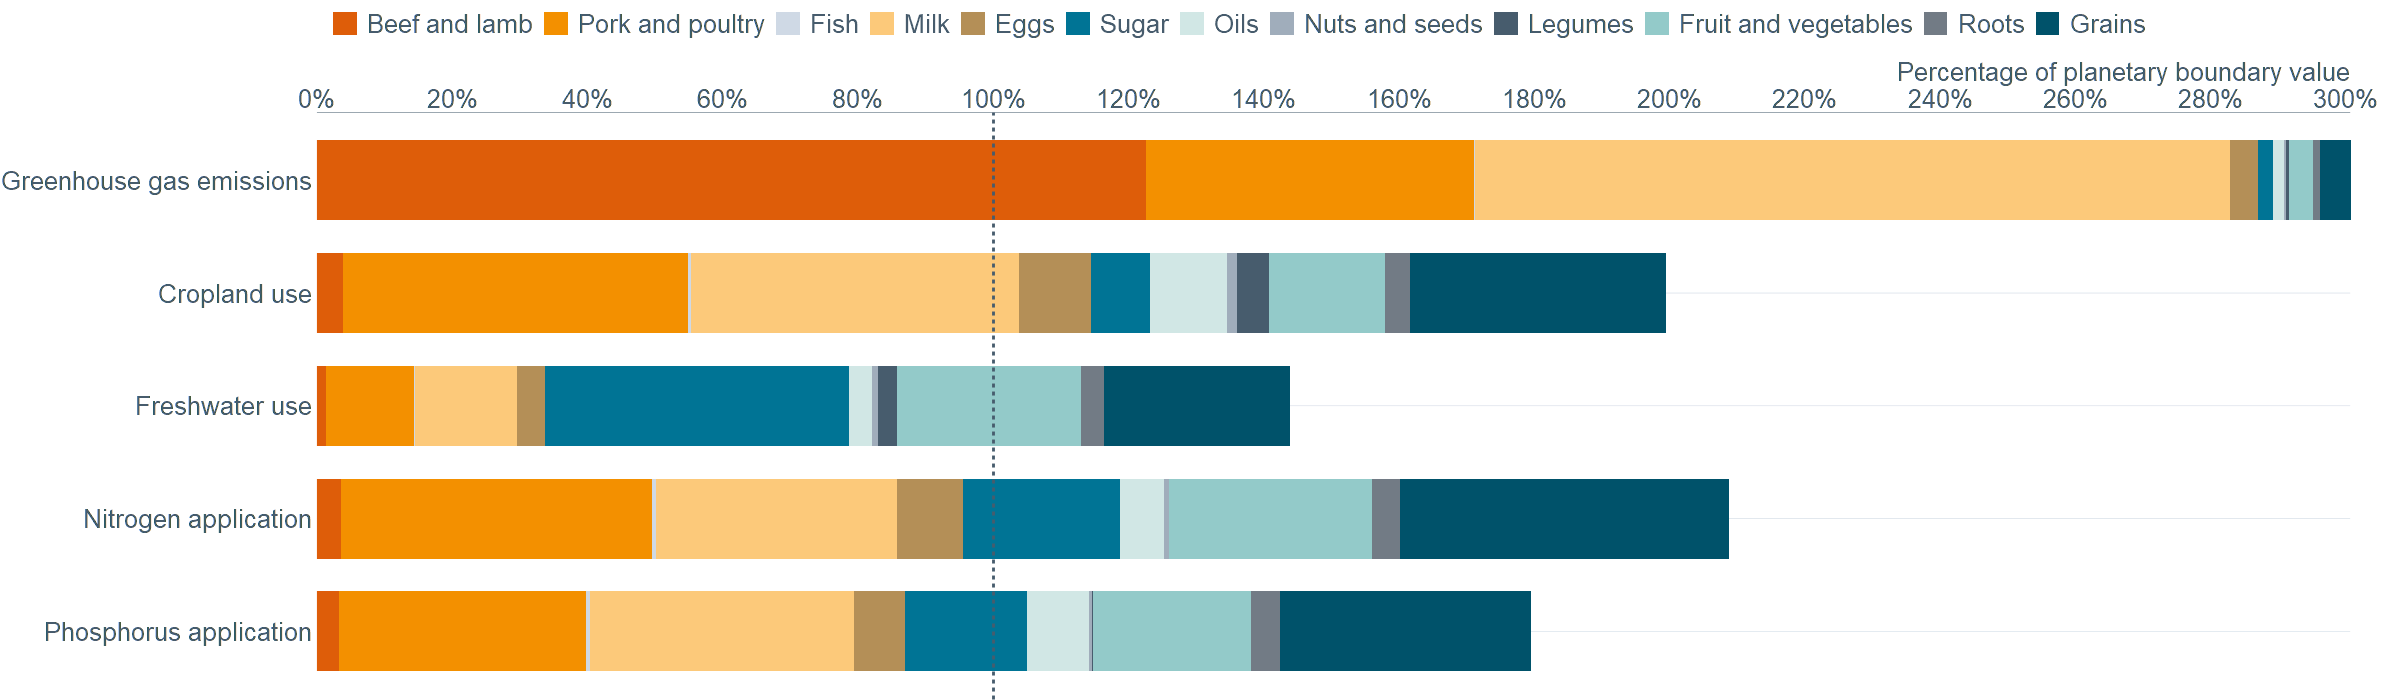 Beef and lamb Pork and poultry Fish Milk Eggs Sugar Oils Nuts and seeds Legumes Fruit and vegetables Roots Grains
Percentage of planetary boundary value
0% 20% 40% 60% 80% 100% 120% 140% 160% 180% 200% 220% 240% 260% 280% 300%
Greenhouse gas emissions
Cropland use
Freshwater use
Nitrogen application
Phosphorus application